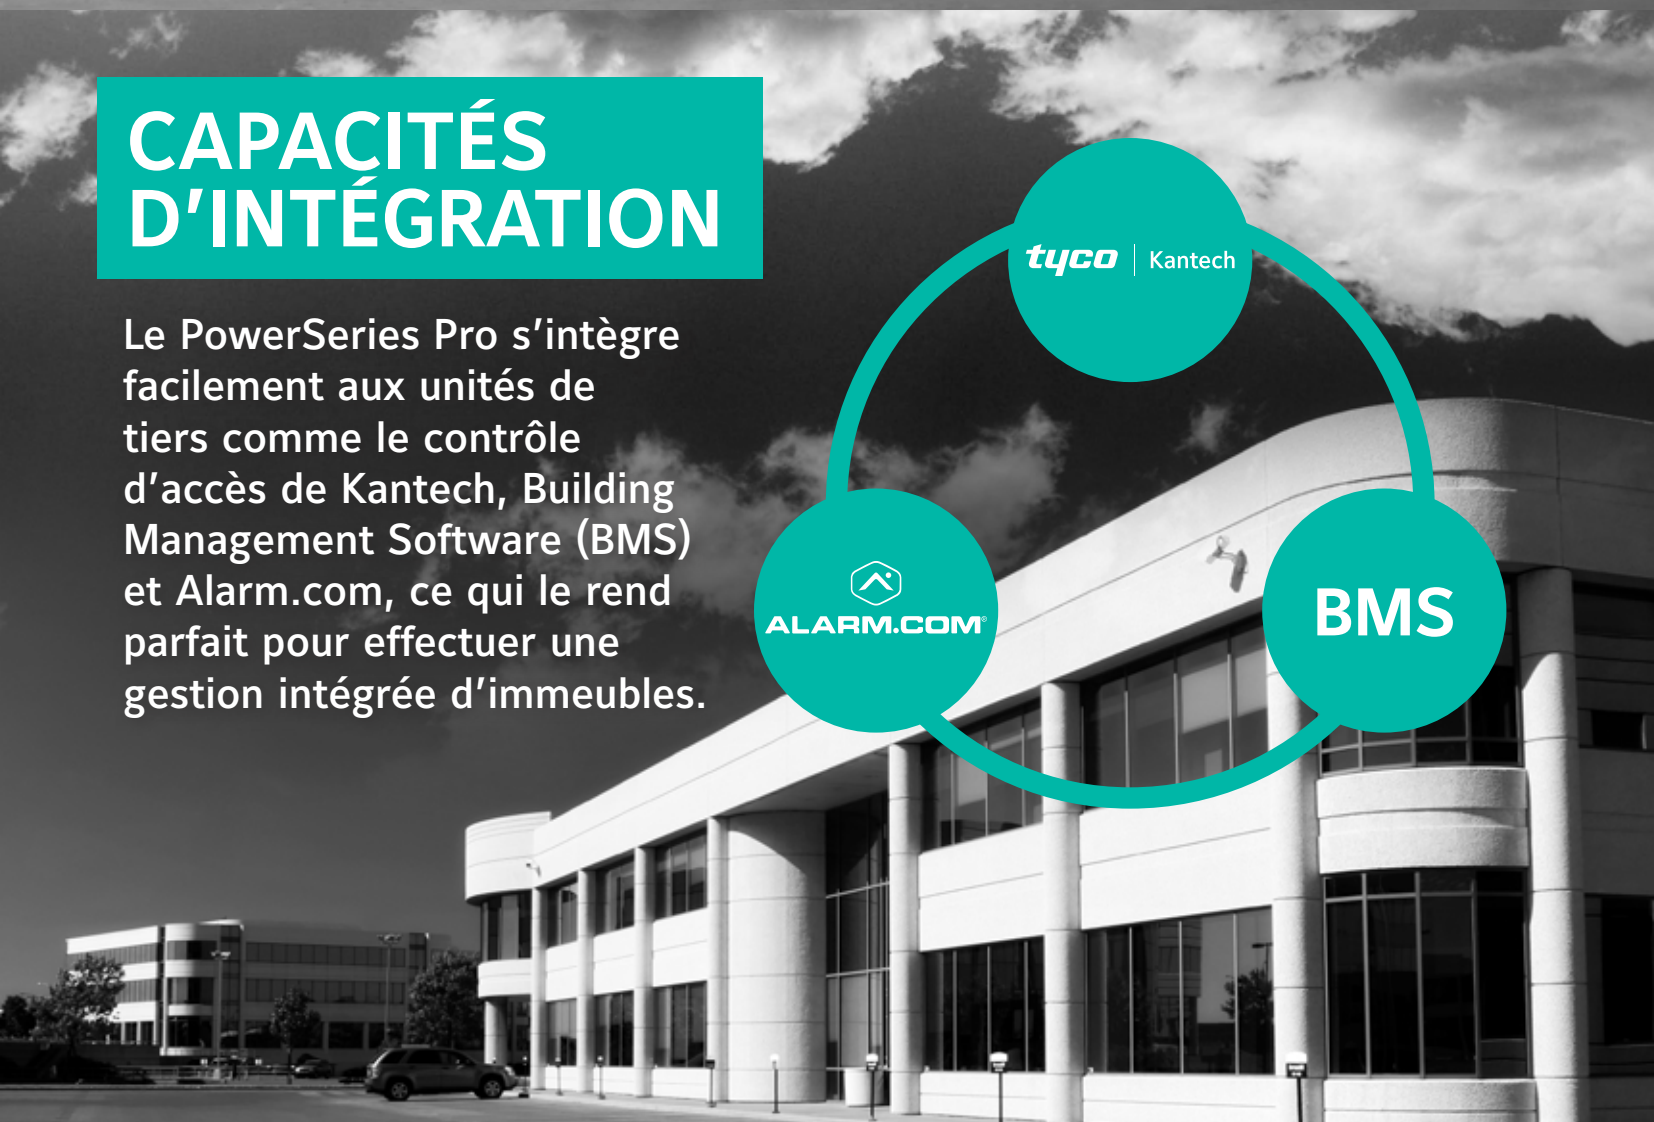 CAPACITÉS
D'INTÉGRATION
Le PowerSeries Pro s'intègre
facilement aux unités de
tiers comme le contrôle
d'accès de Kantech, Building
Management Software (BMS)
et Alarm.com, ce qui le rend
parfait pour effectuer une
gestion intégrée d'immeubles.
tyco | Kantech
ALARM.COM®
BMS